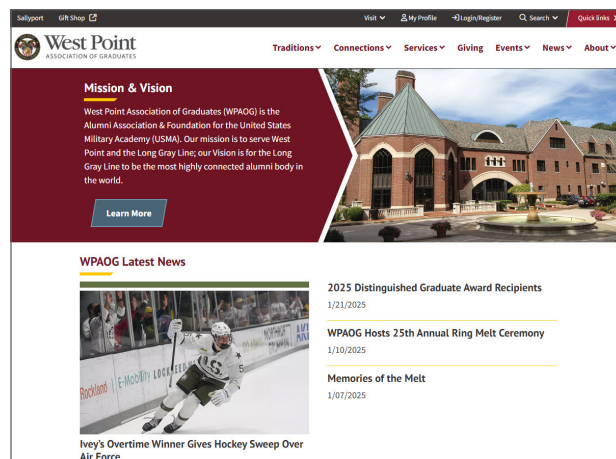 Sallyport Gift Shop Visit My Profile Login/Register Search Quick links
West Point
ASSOCIATION OF GRADUATES
Traditions Connections Services Giving Events News About
Mission & Vision
West Point Association of Graduates (WPAOG) is the
Alumni Association & Foundation for the United States
Military Academy (USMA). Our mission is to serve West
Point and the Long Gray Line; our Vision is for the Long
Gray Line to be the most highly connected alumni body in
the world.
Learn More
WPAOG Latest News
Rockland E-Mobility
2025 Distinguished Graduate Award Recipients
1/21/2025
WPAOG Hosts 25th Annual Ring Melt Ceremony
1/10/2025
Memories of the Melt
1/07/2025
Ivey's Overtime Winner Gives Hockey Sweep Over
Air Force